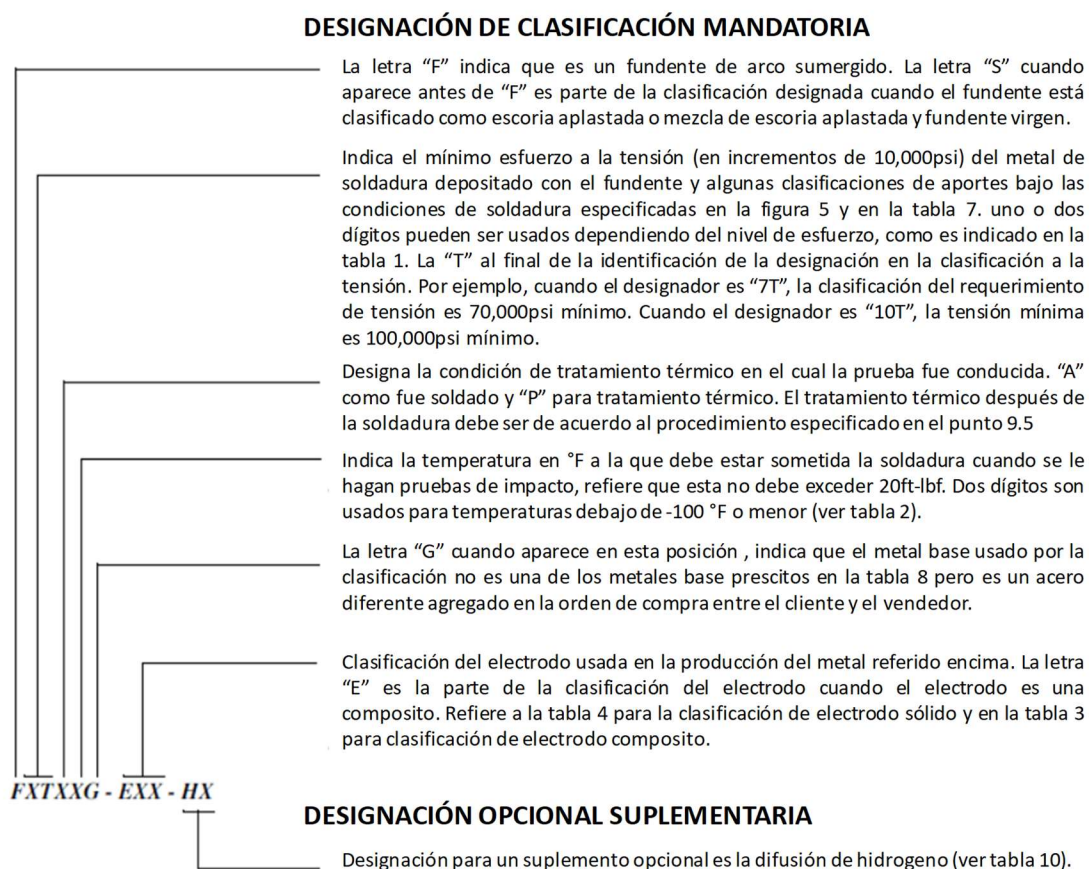 DESIGNACIÓN DE CLASIFICACIÓN MANDATORIA
La letra “F” indica que es un fundente de arco sumergido. La letra “S” cuando
aparece antes de “F” es parte de la clasificación designada cuando el fundente está
clasificado como escoria aplastada o mezcla de escoria aplastada y fundente virgen.
Indica el mínimo esfuerzo a la tensión (en incrementos de 10,000psi) del metal de
soldadura depositado con el fundente y algunas clasificaciones de aportes bajo las
condiciones de soldadura especificadas en la figura 5 y en la tabla 7. uno o dos
dígitos pueden ser usados dependiendo del nivel de esfuerzo, como es indicado en la
tabla 1. La “T” al final de la identificación de la designación en la clasificación a la
tensión. Por ejemplo, cuando el designador es “7T”, la clasificación del requerimiento
de tensión es 70,000psi mínimo. Cuando el designador es “10T”, la tensión mínima
es 100,000psi mínimo.
Designa la condición de tratamiento térmico en el cual la prueba fue conducida. “A”
como fue soldado y “P” para tratamiento térmico. El tratamiento térmico después de
la soldadura debe ser de acuerdo al procedimiento especificado en el punto 9.5
Indica la temperatura en °F a la que debe estar sometida la soldadura cuando se le
hagan pruebas de impacto, refiere que esta no debe exceder 20ft-lbf. Dos dígitos son
usados para temperaturas debajo de -100 °F o menor (ver tabla 2).
La letra “G” cuando aparece en esta posición , indica que el metal base usado por la
clasificación no es una de los metales base prescitos en la tabla 8 pero es un acero
diferente agregado en la orden de compra entre el cliente y el vendedor.
Clasificación del electrodo usada en la producción del metal referido encima. La letra
“E” es la parte de la clasificación del electrodo cuando el electrodo es una
composito. Refiere a la tabla 4 para la clasificación de electrodo sólido y en la tabla 3
para clasificación de electrodo composito.
FXTXXG - EXX - HX
DESIGNACIÓN OPCIONAL SUPLEMENTARIA
Designación para un suplemento opcional es la difusión de hidrogeno (ver tabla 10).